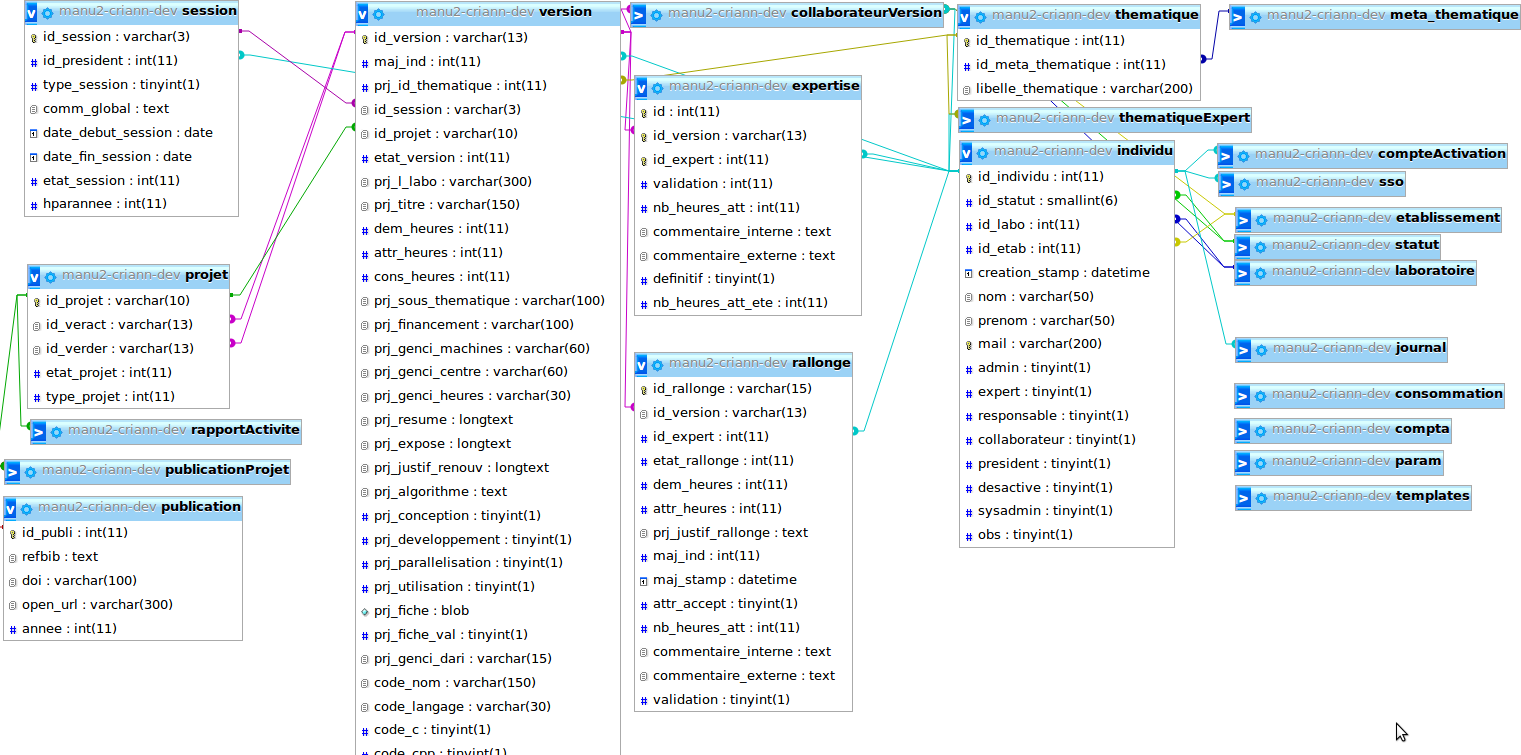 manu2-criann-dev session
id_session : varchar(3)
id_president : int(11)
type_session : tinyint(1)
comm_global : text
date_debut_session : date
date_fin_session : date
etat_session : int(11)
hparannee : int(11)
manu2-criann-dev projet
id_projet : varchar(10)
id_veract : varchar(13)
id_verder : varchar(13)
etat_projet : int(11)
type_projet : int(11)
manu2-criann-dev rapportActivite
manu2-criann-dev publicationProjet
manu2-criann-dev publication
id_publi : int(11)
refbib : text
doi : varchar(100)
open_url : varchar(300)
annee : int(11)
manu2-criann-dev version
id_version : varchar(13)
maj_ind : int(11)
prj_id_thematique : int(11)
id_session : varchar(3)
id_projet : varchar(10)
etat_version : int(11)
prj_l_labo : varchar(300)
prj_titre : varchar(150)
dem_heures : int(11)
attr_heures : int(11)
cons_heures : int(11)
prj_sous_thematique : varchar(100)
prj_financement : varchar(100)
prj_genci_machines : varchar(60)
prj_genci_centre : varchar(60)
prj_genci_heures : varchar(30)
prj_resume : longtext
prj_expose : longtext
prj_justif_renouv : longtext
prj_algorithme : text
prj_conception : tinyint(1)
prj_developpement : tinyint(1)
prj_parallelisation : tinyint(1)
prj_utilisation : tinyint(1)
prj_fiche : blob
prj_fiche_val : tinyint(1)
prj_genci_dari : varchar(15)
code_nom : varchar(150)
code_langage : varchar(30)
code_c : tinyint(1)
code_cpp : tinyint(1)
manu2-criann-dev collaborateurVersion
manu2-criann-dev expertise
id : int(11)
id_version : varchar(13)
id_expert : int(11)
validation : int(11)
nb_heures_att : int(11)
commentaire_interne : text
commentaire_externe : text
definitif : tinyint(1)
nb_heures_att_ete : int(11)
manu2-criann-dev rallonge
id_rallonge : varchar(15)
id_version : varchar(13)
id_expert : int(11)
etat_rallonge : int(11)
dem_heures : int(11)
attr_heures : int(11)
prj_justif_rallonge : text
maj_ind : int(11)
maj_stamp : datetime
attr_accept : tinyint(1)
nb_heures_att : int(11)
commentaire_interne : text
commentaire_externe : text
validation : tinyint(1)
manu2-criann-dev thematique
id_thematique : int(11)
id_meta_thematique : int(11)
libelle_thematique : varchar(200)
manu2-criann-dev thematiqueExpert
manu2-criann-dev individu
id_individu : int(11)
id_statut : smallint(6)
id_labo : int(11)
id_etab : int(11)
creation_stamp : datetime
nom : varchar(50)
prenom : varchar(50)
mail : varchar(200)
admin : tinyint(1)
expert : tinyint(1)
responsable : tinyint(1)
collaborateur : tinyint(1)
president : tinyint(1)
desactive : tinyint(1)
sysadmin : tinyint(1)
obs : tinyint(1)
manu2-criann-dev meta_thematique
manu2-criann-dev compteActivation
manu2-criann-dev sso
manu2-criann-dev etablissement
manu2-criann-dev statut
manu2-criann-dev laboratoire
manu2-criann-dev journal
manu2-criann-dev consommation
manu2-criann-dev compta
manu2-criann-dev param
manu2-criann-dev templates